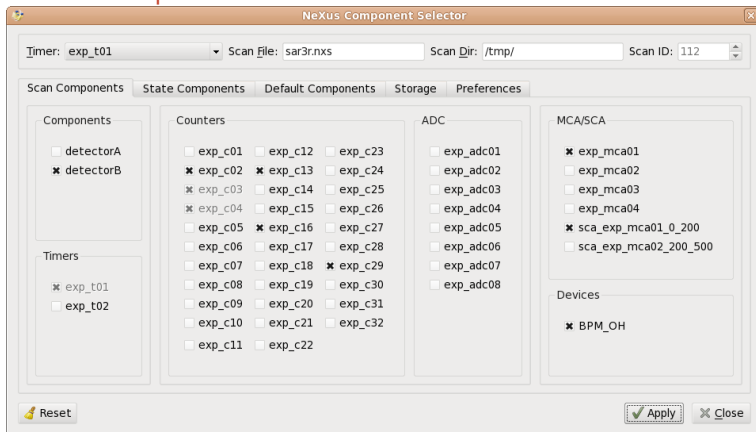 NeXus Component Selector
Timer: exp_t01 Scan File: sar3r.nxs Scan Dir: /tmp/ Scan ID: 112
Scan Components State Components Default Components Storage Preferences
Components
detectorA
detectorB
Timers
exp_t01
exp_t02
Counters
exp_c01 exp_c12 exp_c23
exp_c02 exp_c13 exp_c24
exp_c03 exp_c14 exp_c25
exp_c04 exp_c15 exp_c26
exp_c05 exp_c16 exp_c27
exp_c06 exp_c17 exp_c28
exp_c07 exp_c18 exp_c29
exp_c08 exp_c19 exp_c30
exp_c09 exp_c20 exp_c31
exp_c10 exp_c21 exp_c32
exp_c11 exp_c22
ADC
exp_adc01
exp_adc02
exp_adc03
exp_adc04
exp_adc05
exp_adc06
exp_adc07
exp_adc08
MCA/SCA
exp_mca01
exp_mca02
exp_mca03
exp_mca04
sca_exp_mca01_0_200
sca_exp_mca02_200_500
Devices
BPM_OH
Reset Apply Close